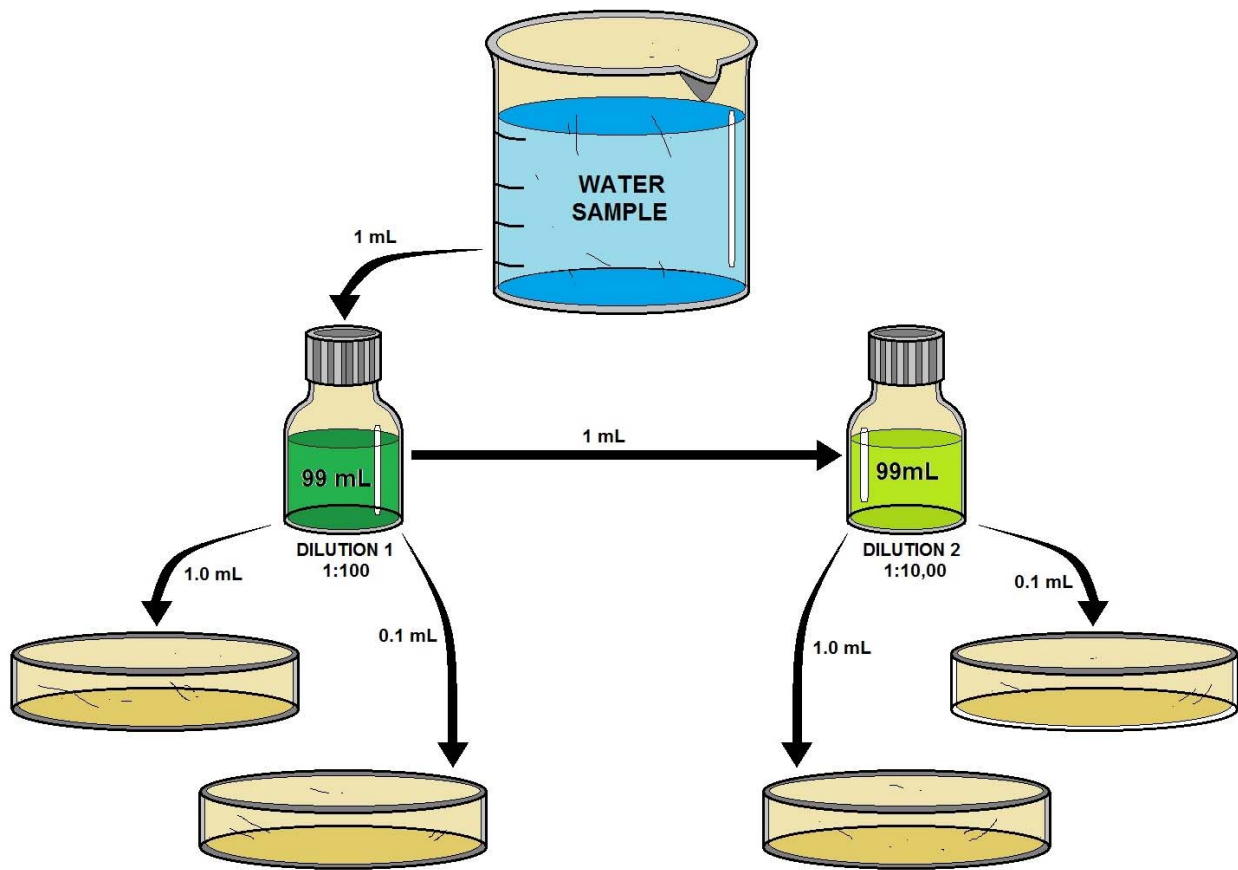 WATER
SAMPLE
1 mL
99 mL
1 mL
99mL
DILUTION 1
1:100
DILUTION 2
1:10,00
1.0 mL
0.1 mL
1.0 mL
0.1 mL